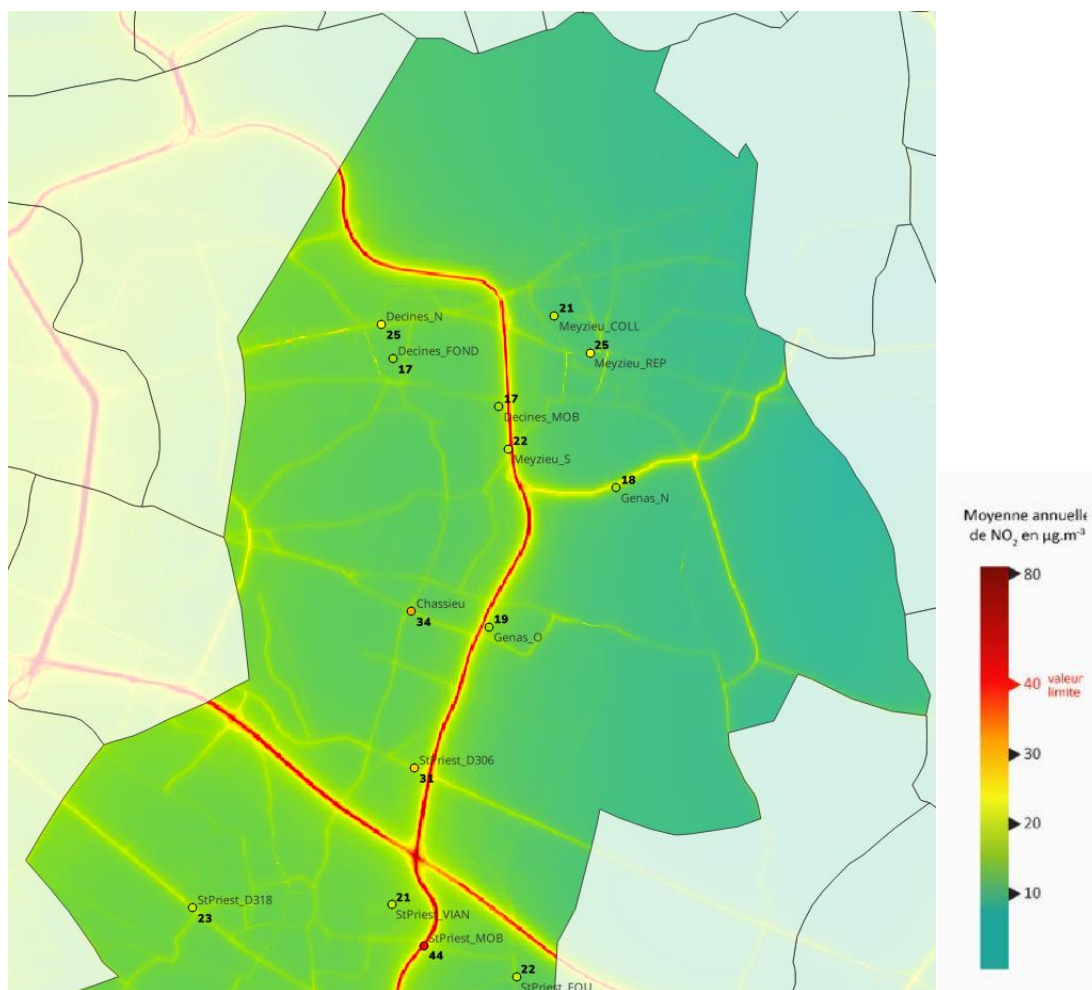 21
Decines_N
Meyzieu_COLL
25
Decines_FOND
25
Meyzieu_REP
17
17
Decines_MOB
22
Meyzieu_S
18
Genas_N
Moyenne annuelle
de NO₂ en µg.m⁻³
80
Chassieu
34
19
Genas_O
40 valeur
limite
30
StPriest_D306
31
20
10
StPriest_D318
23
21
StPriest_VIAN
StPriest_MOB
44
22
StPriest_FOU